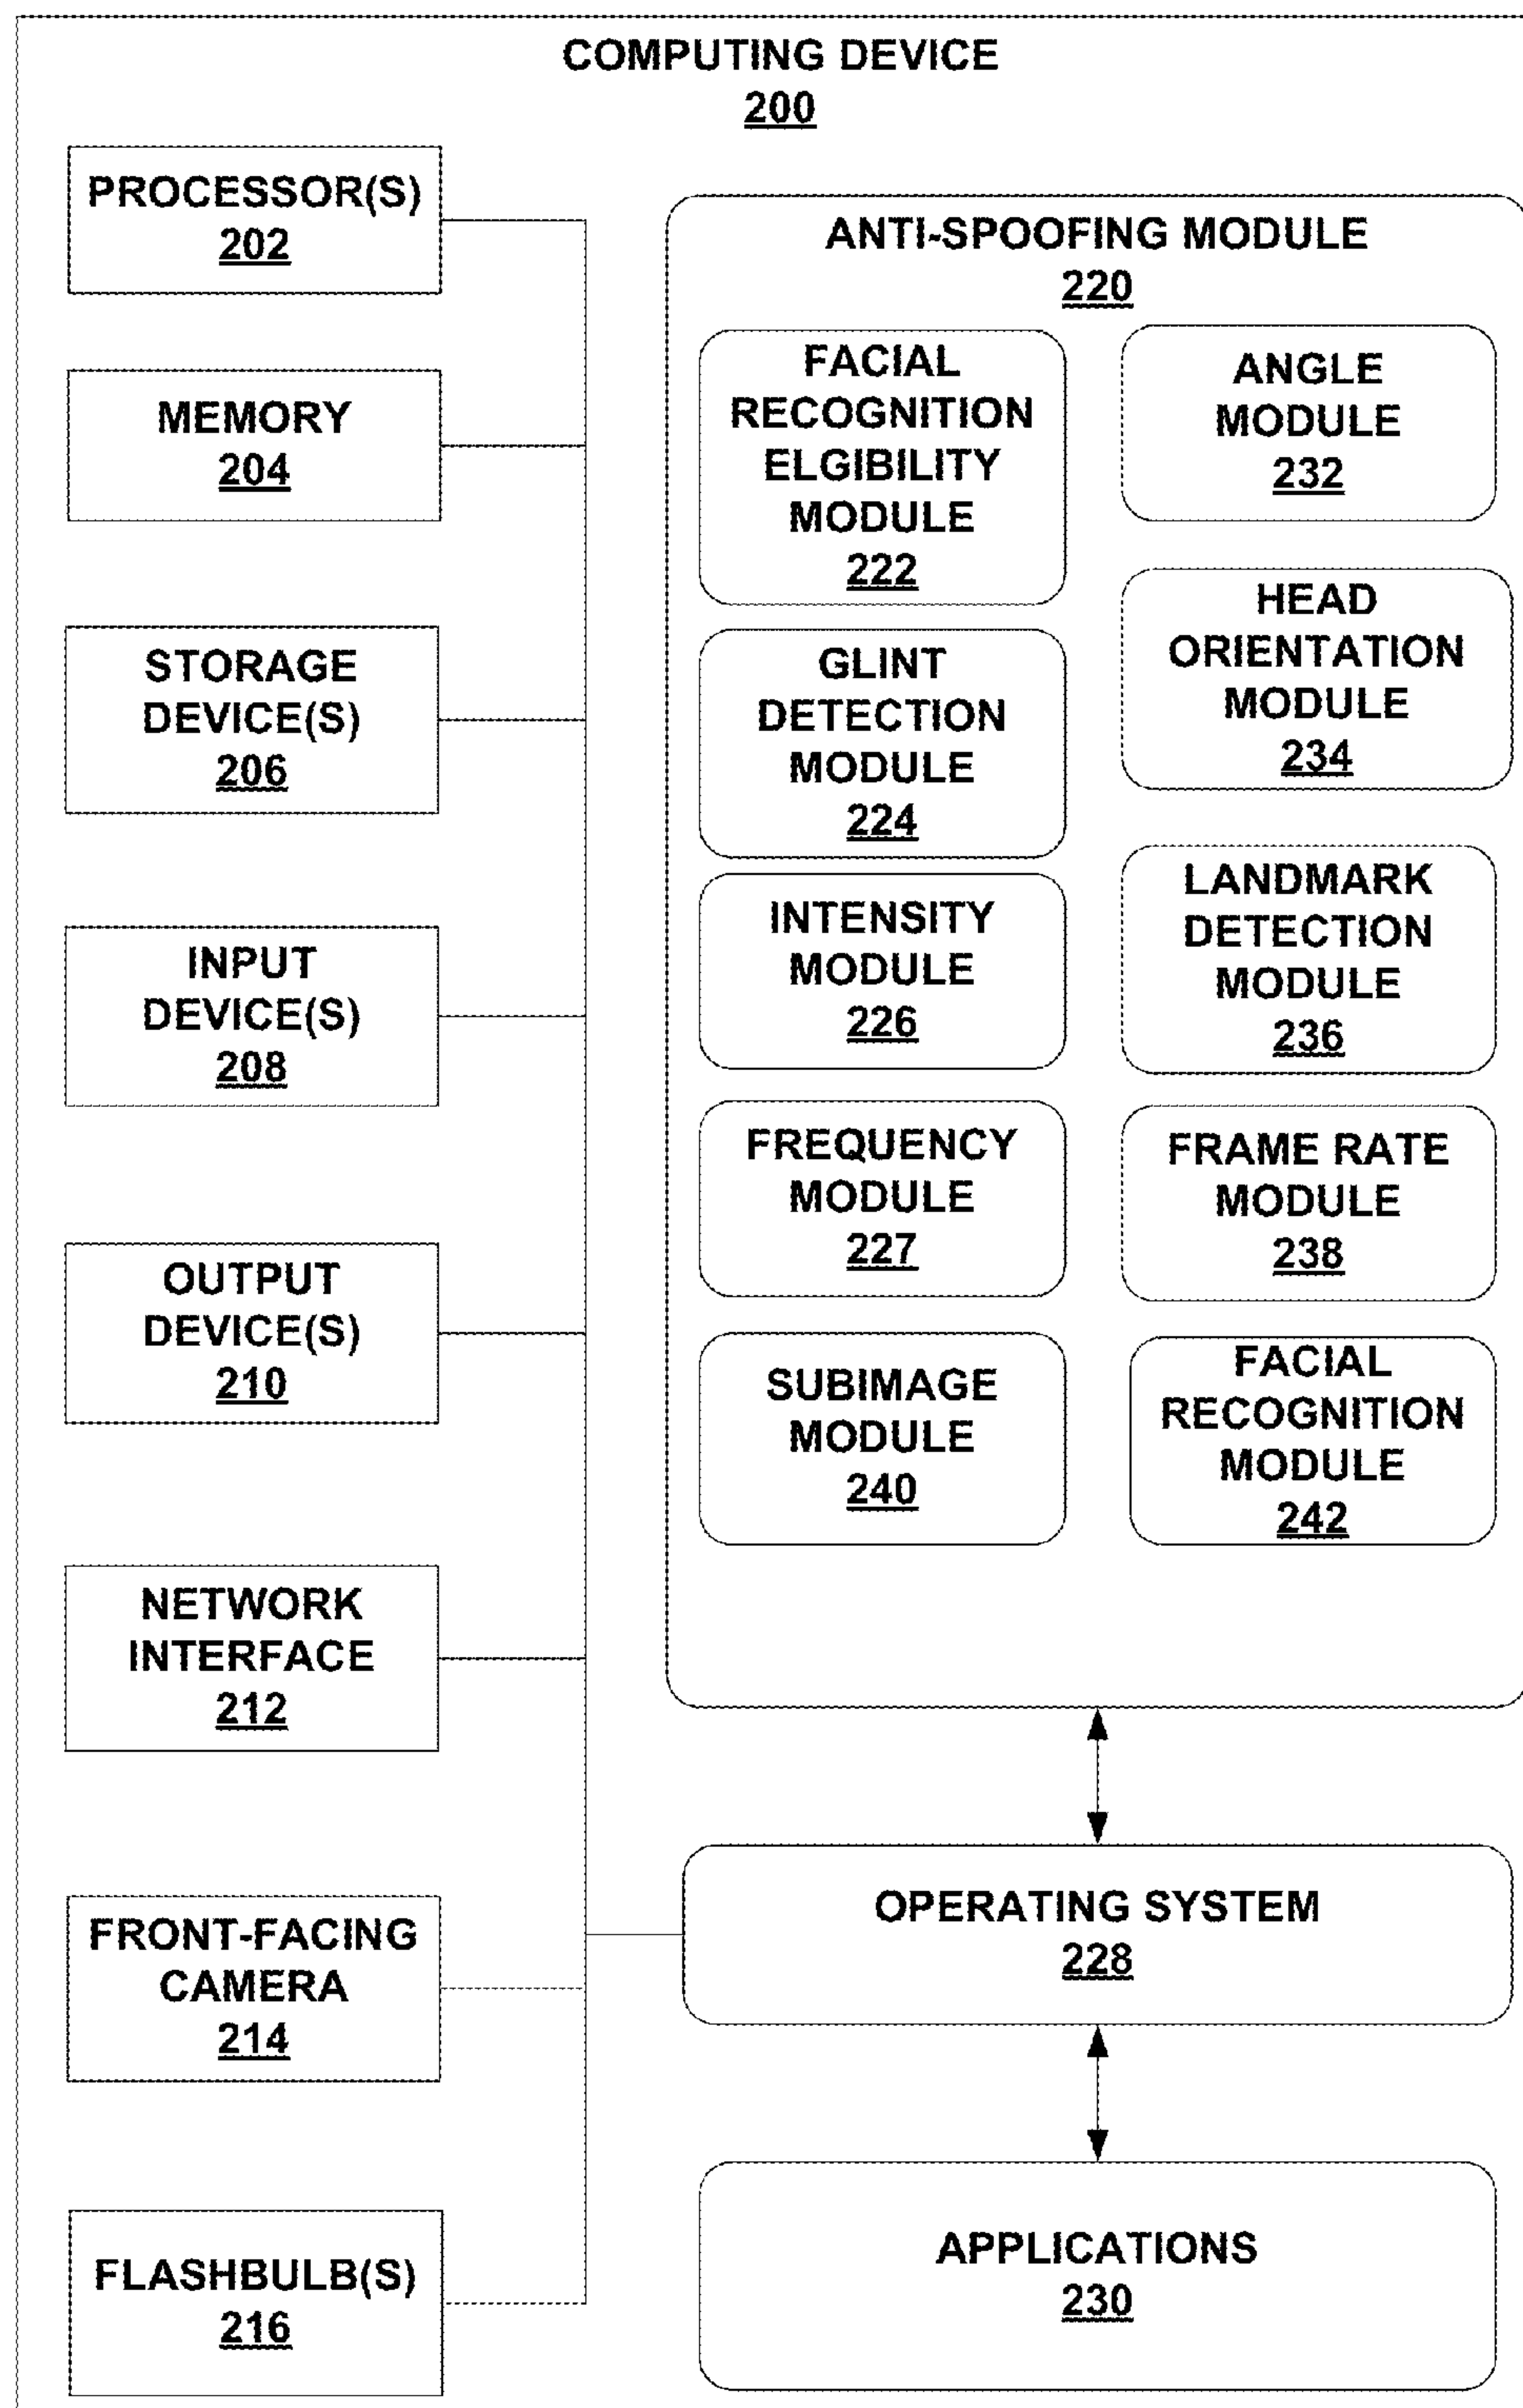 COMPUTING DEVICE
200
PROCESSOR(S)
202
MEMORY
204
STORAGE
DEVICE(S)
206
INPUT
DEVICE(S)
208
OUTPUT
DEVICE(S)
210
NETWORK
INTERFACE
212
FRONT-FACING
CAMERA
214
FLASHBULB(S)
216
ANTI-SPOOFING MODULE
220
FACIAL
RECOGNITION
ELGIBILITY
MODULE
222
GLINT
DETECTION
MODULE
224
INTENSITY
MODULE
226
FREQUENCY
MODULE
227
SUBIMAGE
MODULE
240
ANGLE
MODULE
232
HEAD
ORIENTATION
MODULE
234
LANDMARK
DETECTION
MODULE
236
FRAME RATE
MODULE
238
FACIAL
RECOGNITION
MODULE
242
OPERATING SYSTEM
228
APPLICATIONS
230